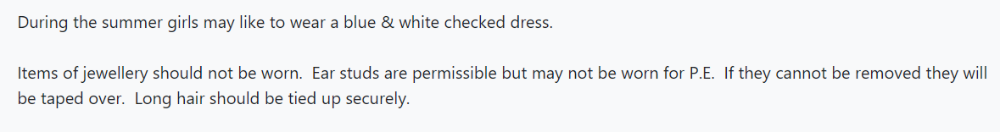 During the summer girls may like to wear a blue & white checked dress.
Items of jewellery should not be worn.  Ear studs are permissible but may not be worn for P.E.  If they cannot be removed they will
be taped over.  Long hair should be tied up securely.